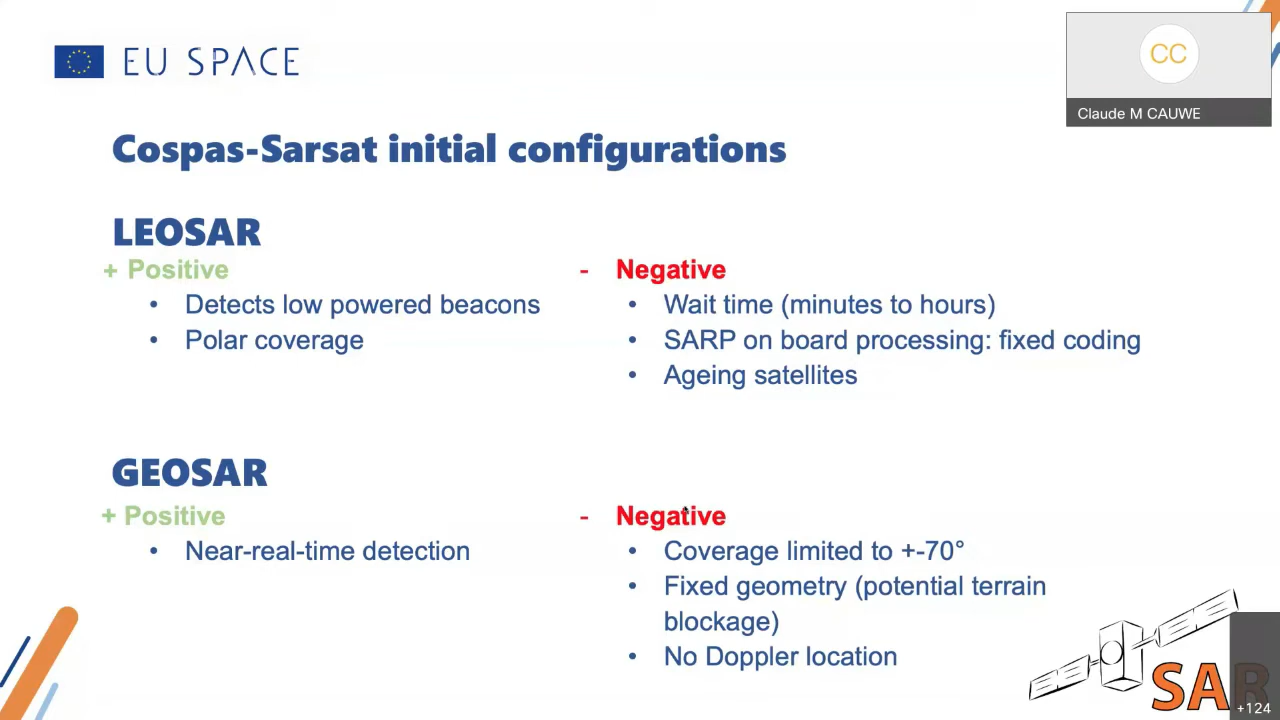 EU SPACE
CC
Claude M CAUWE
Cospas-Sarsat initial configurations
LEOSAR
+ Positive
• Detects low powered beacons
• Polar coverage
- Negative
• Wait time (minutes to hours)
• SARP on board processing: fixed coding
• Ageing satellites
GEOSAR
+ Positive
• Near-real-time detection
- Negative
• Coverage limited to +-70°
• Fixed geometry (potential terrain
blockage)
• No Doppler location
SAR
+124